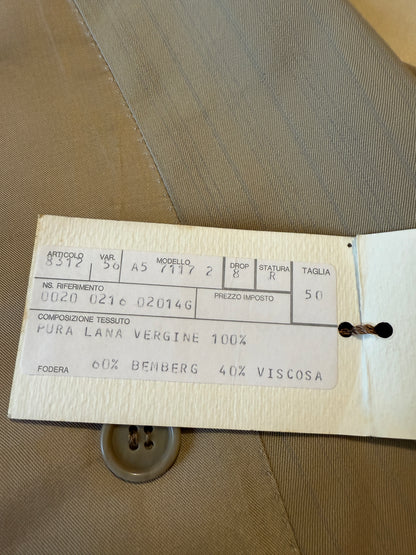 ARTICOLO VAR. MODELLO DROP STATURA TAGLIA
8312 56 A5 7117 2 8 R 50
NS. RIFERIMENTO PREZZO IMPOSTO
0020 0216 02014G
COMPOSIZIONE TESSUTO
PURA LANA VERGINE 100%
FODERA 60% BEMBERG 40% VISCOSA